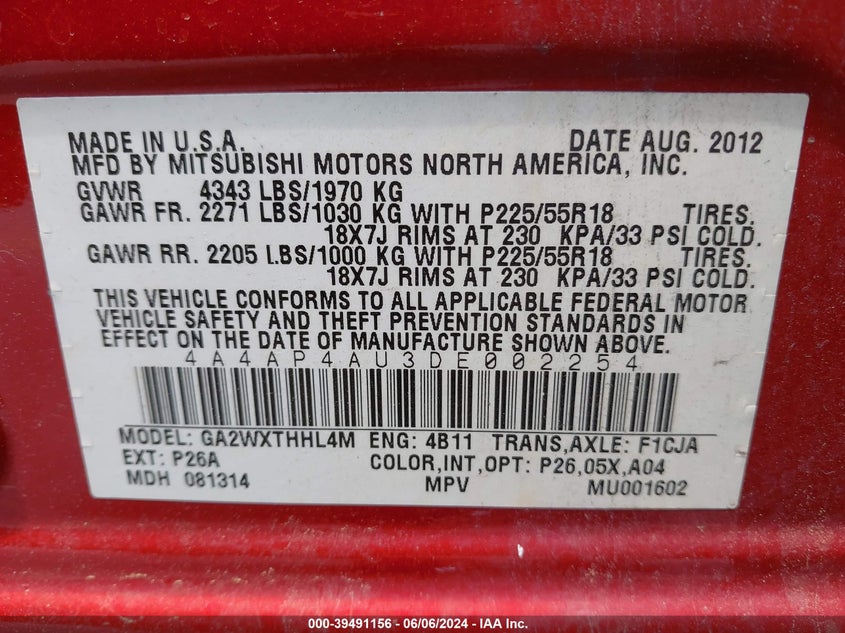 MADE IN U.S.A. DATE AUG. 2012
MFD BY MITSUBISHI MOTORS NORTH AMERICA, INC.
GVWR 4343 LBS/1970 KG
GAWR FR. 2271 LBS/1030 KG WITH P225/55R18 TIRES.
18X7J RIMS AT 230 KPA/33 PSI COLD.
GAWR RR. 2205 LBS/1000 KG WITH P225/55R18 TIRES.
18X7J RIMS AT 230 KPA/33 PSI COLD.
THIS VEHICLE CONFORMS TO ALL APPLICABLE FEDERAL MOTOR
VEHICLE SAFETY AND THEFT PREVENTION STANDARDS IN
EFFECT ON THE DATE OF MANUFACTURE SHOWN ABOVE.
4A4AP4AU3DE002254
MODEL: GA2WXTHHL4M ENG: 4B11 TRANS,AXLE: F1CJA
EXT: P26A COLOR,INT,OPT: P26,05X,A04
MDH 081314 MPV MU001602
000-39491156 - 06/06/2024 - IAA Inc.